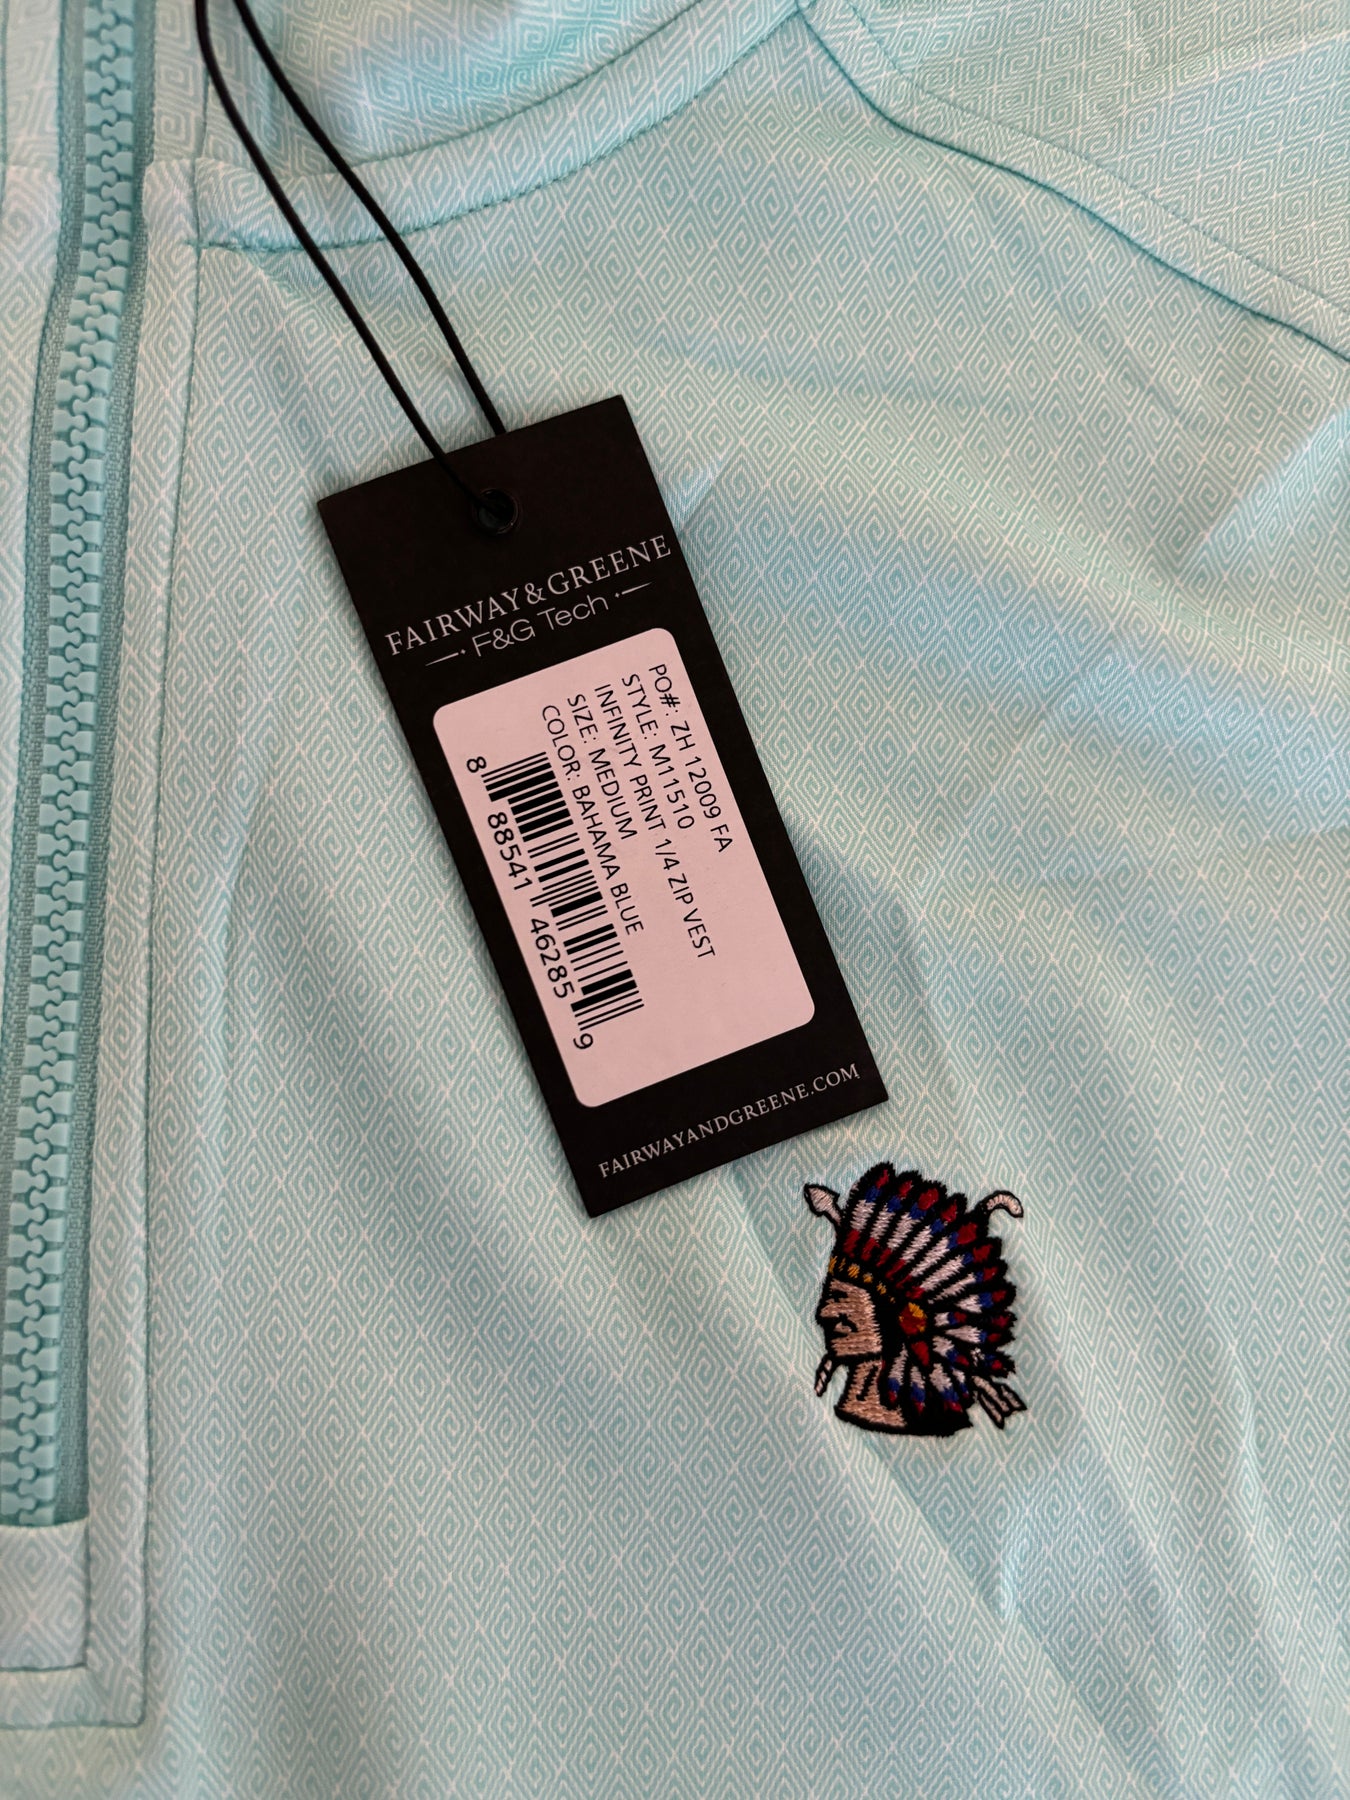 FAIRWAY&GREENE
F&G Tech
PO#: ZH 12009 FA
STYLE: M11510
INFINITY PRINT 1/4 ZIP VEST
SIZE: MEDIUM
COLOR: BAHAMA BLUE
8 88541 46285 9
FAIRWAYANDGREENE.COM